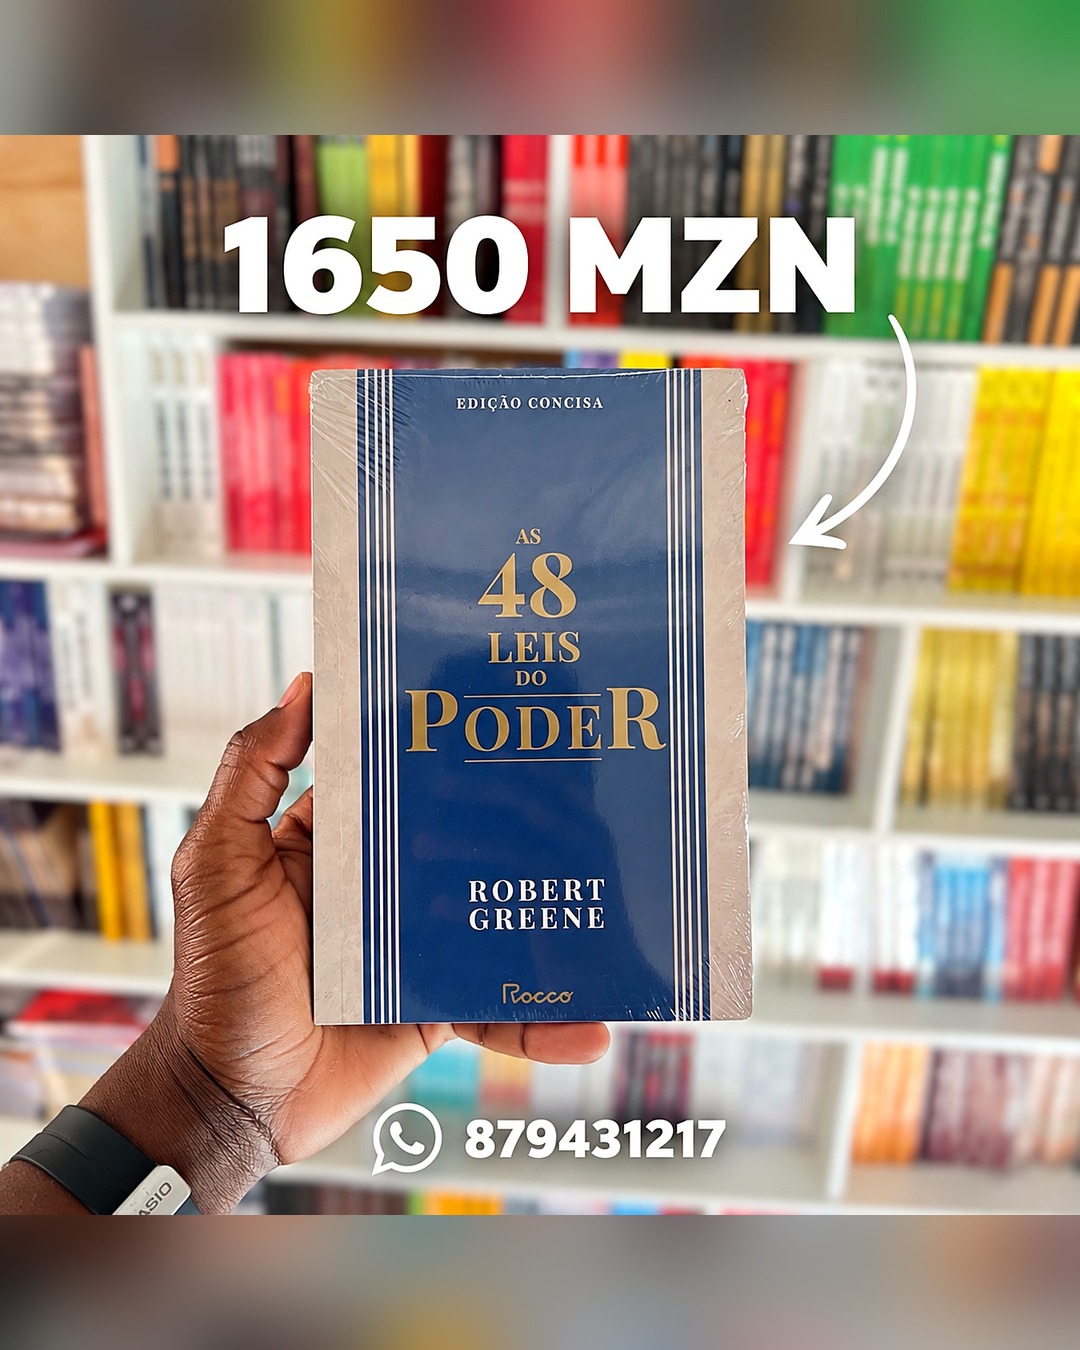 1650 MZN
EDIÇÃO CONCISA
AS
48
LEIS
DO
PODER
ROBERT
GREENE
Rocco
879431217